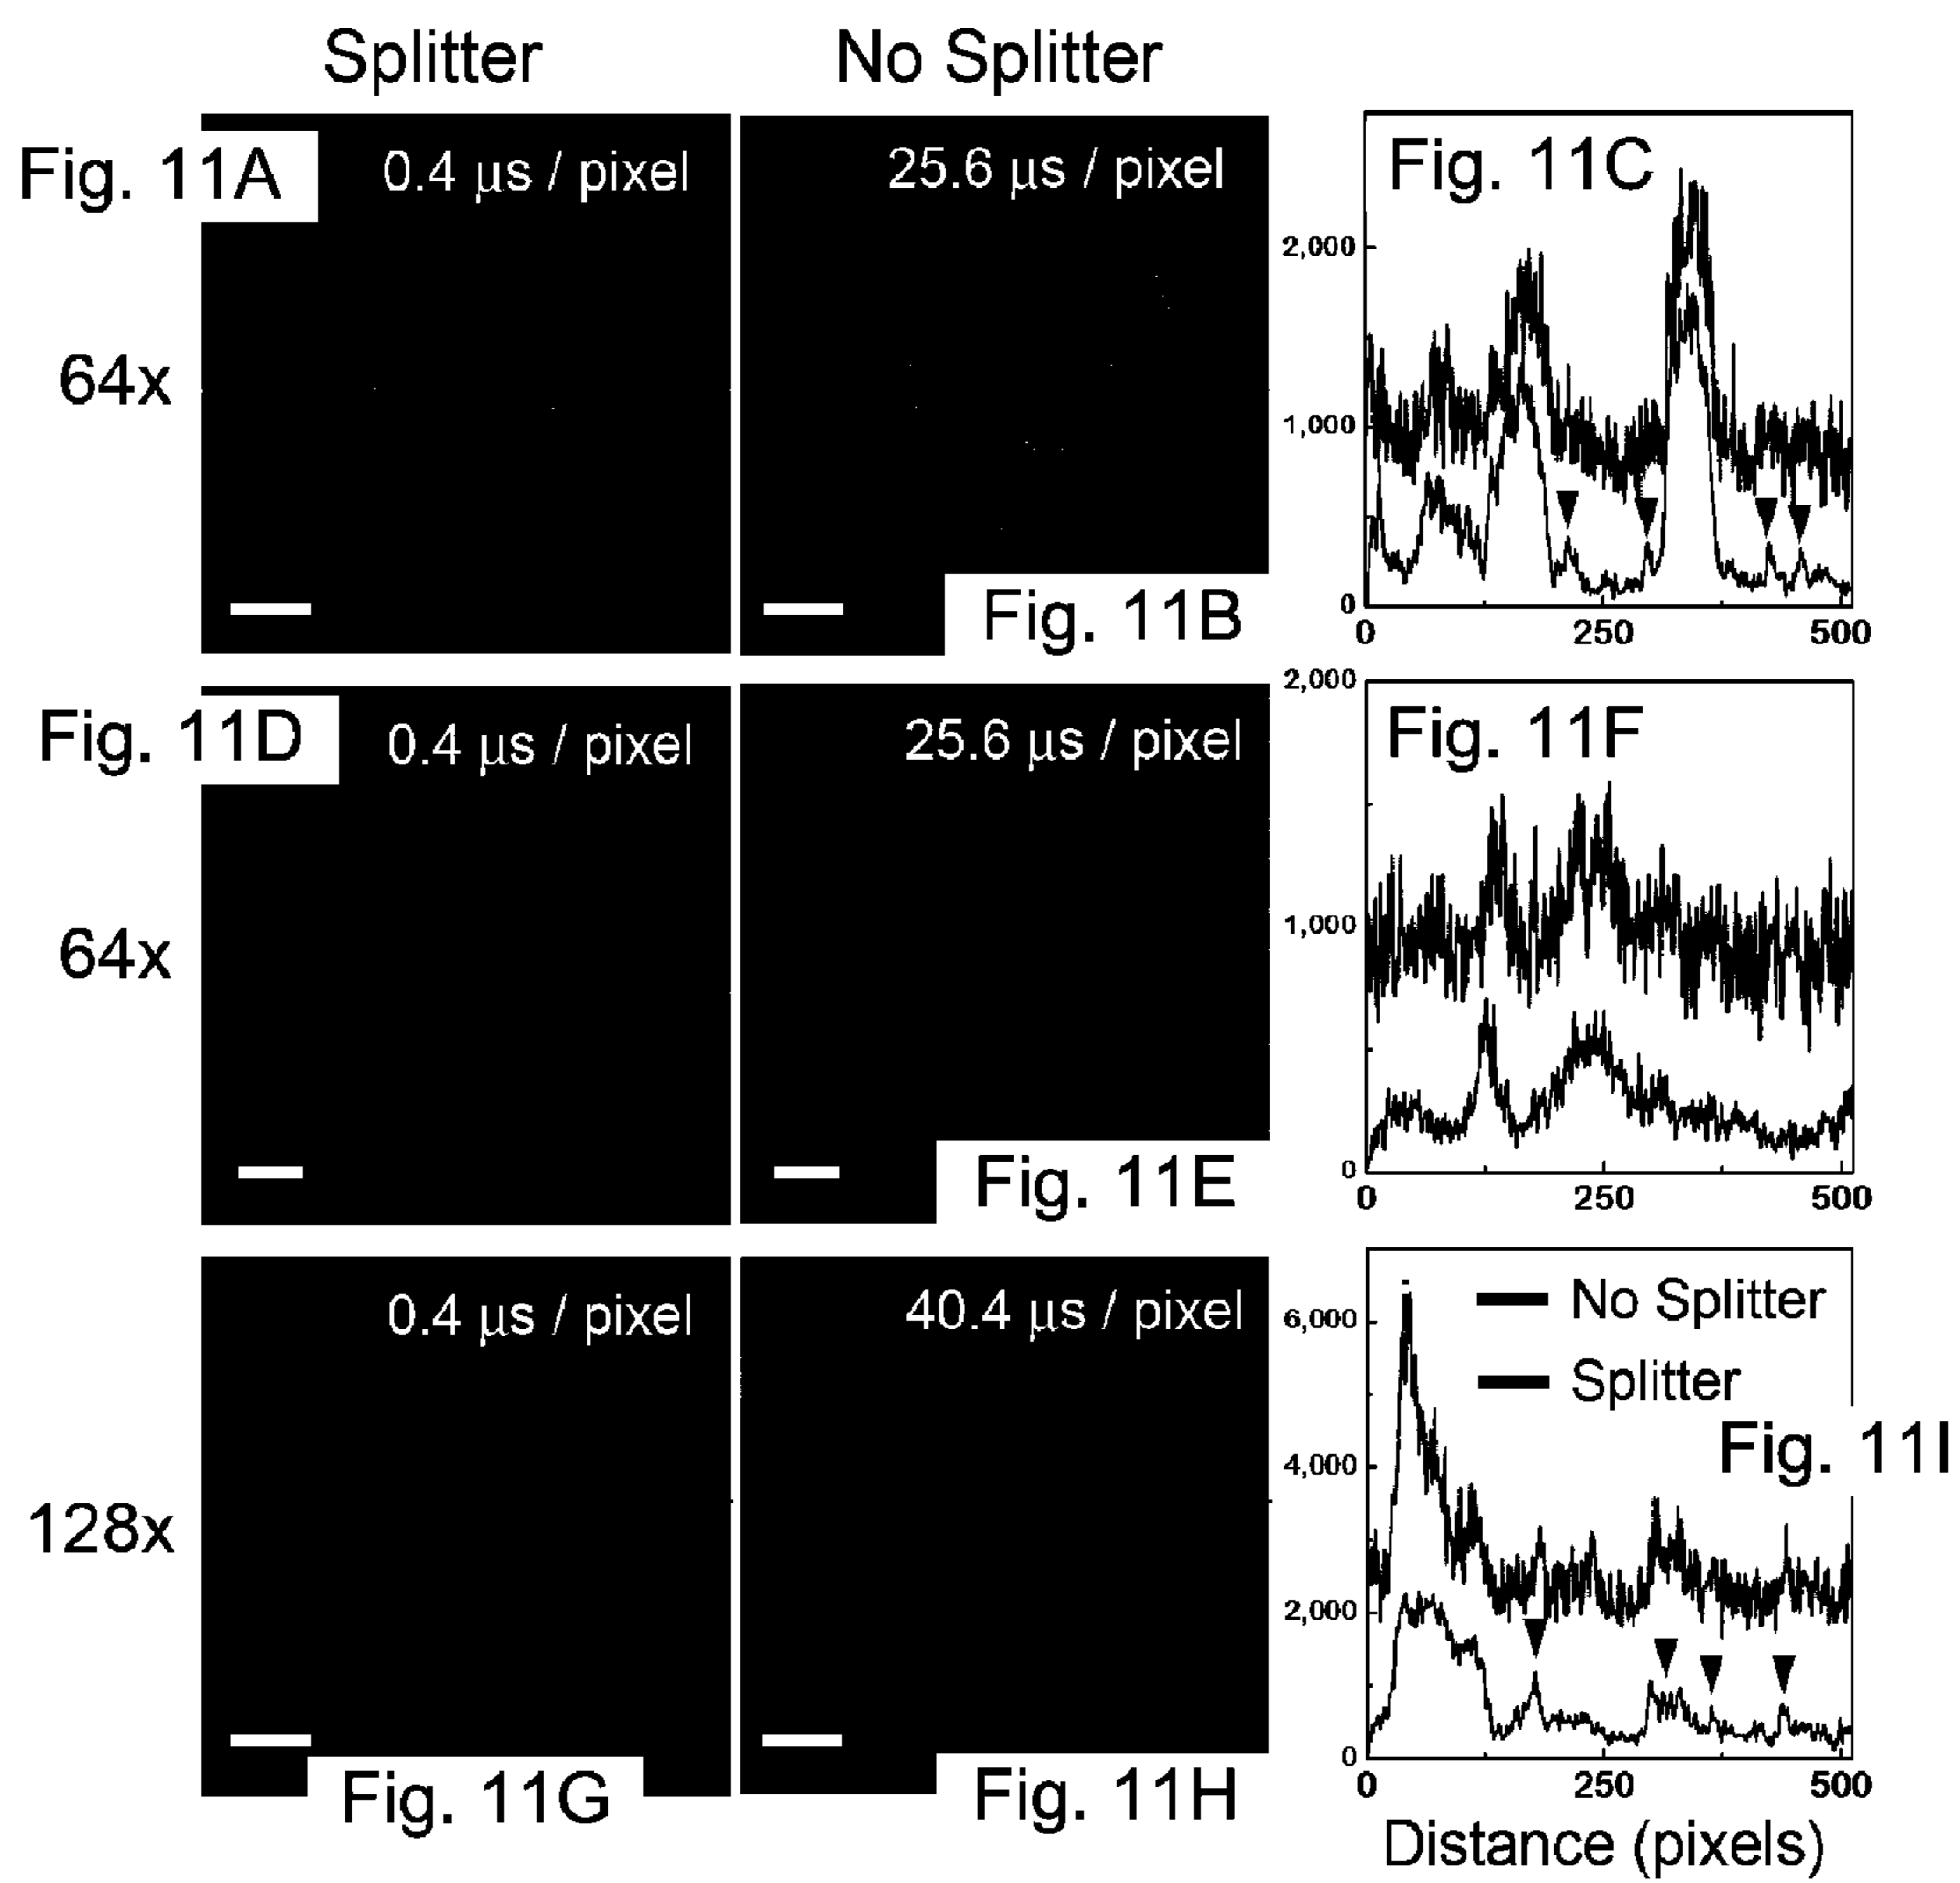 Splitter No Splitter
Fig. 11A
0.4 µs / pixel
25.6 µs / pixel
Fig. 11C
64x
Fig. 11B
2,000
1,000
0
0 250 500
Fig. 11D
0.4 µs / pixel
25.6 µs / pixel
Fig. 11F
64x
Fig. 11E
2,000
1,000
0
0 250 500
0.4 µs / pixel
40.4 µs / pixel
No Splitter
Splitter
Fig. 11I
128x
Fig. 11G
Fig. 11H
6,000
4,000
2,000
0
0 250 500
Distance (pixels)